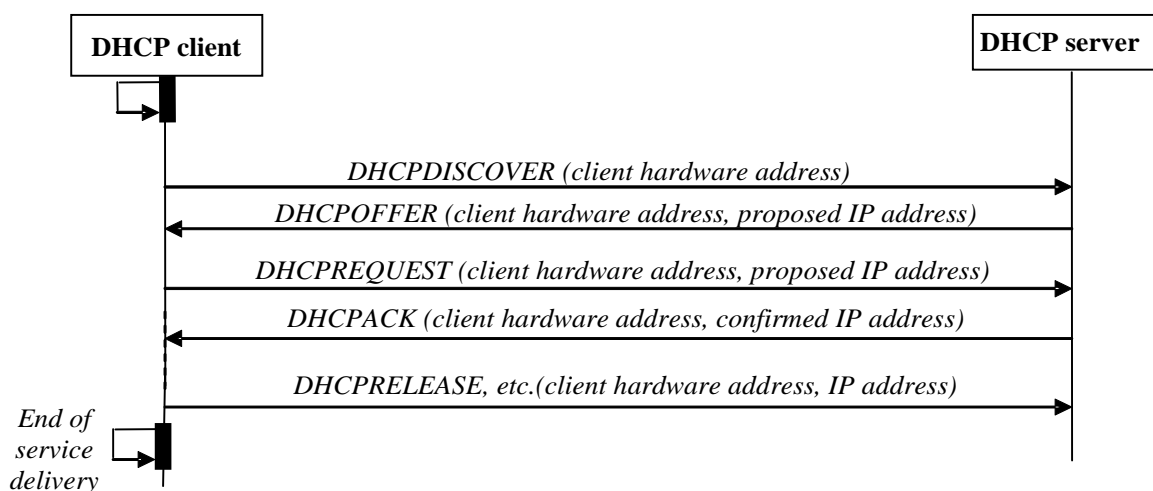 DHCP client
DHCP server
DHCPDISCOVER (client hardware address)
DHCPOFFER (client hardware address, proposed IP address)
DHCPREQUEST (client hardware address, proposed IP address)
DHCPACK (client hardware address, confirmed IP address)
DHCPRELEASE, etc.(client hardware address, IP address)
End of
service
delivery